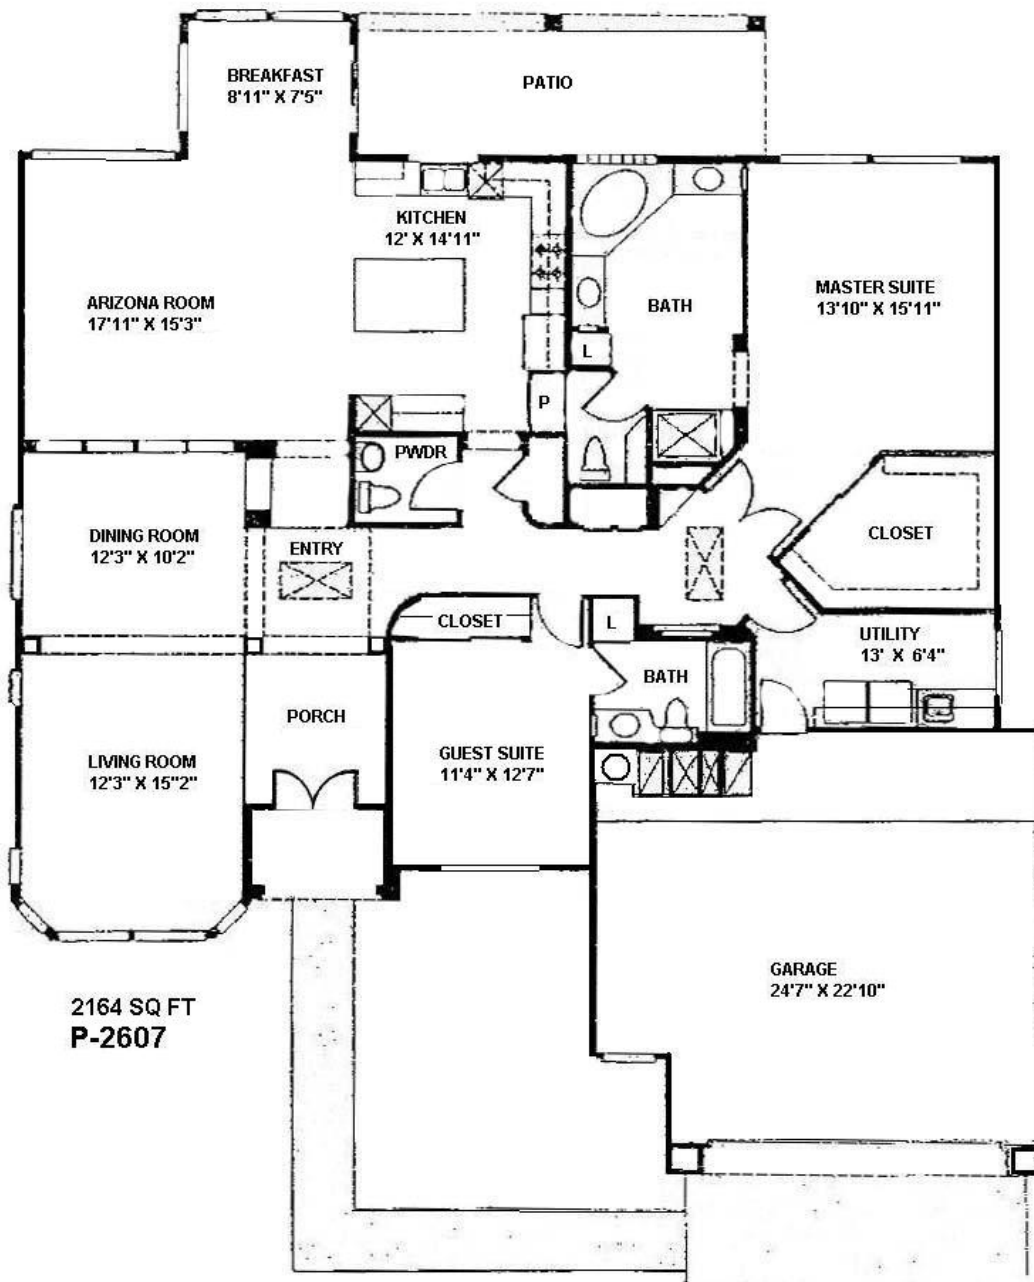 BREAKFAST
8'11" X 7'5"
PATIO
KITCHEN
12' X 14'11"
ARIZONA ROOM
17'11" X 15'3"
BATH
MASTER SUITE
13'10" X 15'11"
L
P
PWDR
DINING ROOM
12'3" X 10'2"
ENTRY
CLOSET
CLOSET
L
UTILITY
13' X 6'4"
BATH
PORCH
LIVING ROOM
12'3" X 15"2"
GUEST SUITE
11'4" X 12'7"
GARAGE
24'7" X 22'10"
2164 SQ FT
P-2607